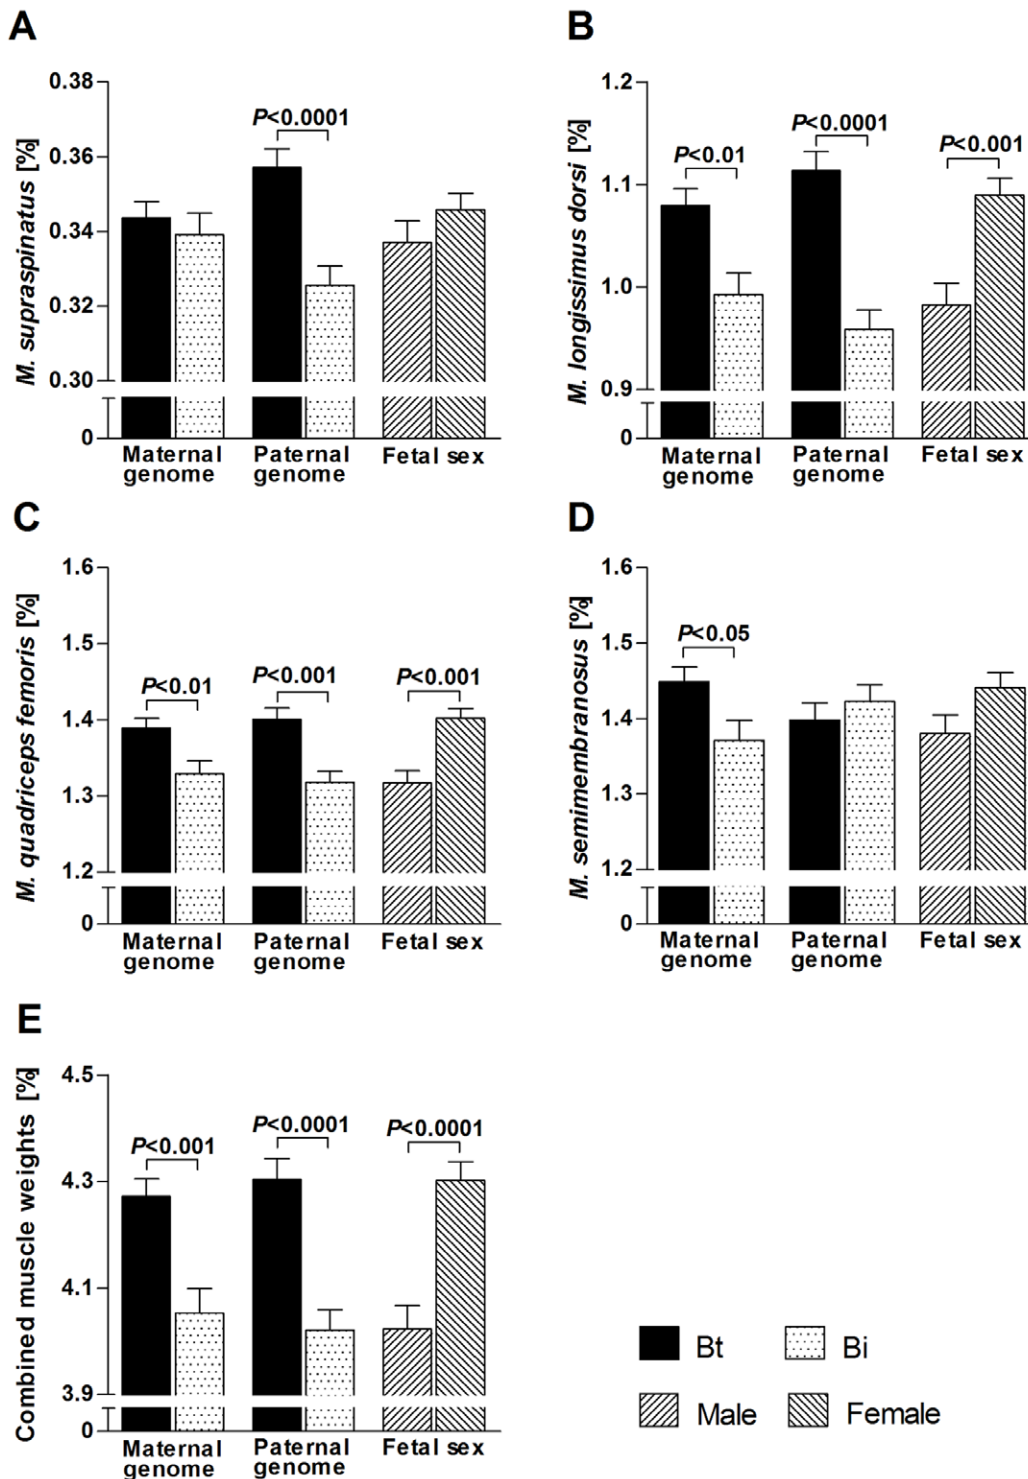 A
M. supraspinatus [%]
0.38
0.36
0.34
0.32
0.30
0
P<0.0001
Maternal genome
Paternal genome
Fetal sex
B
M. longissimus dorsi [%]
1.2
1.1
1.0
0.9
0
P<0.01
P<0.0001
P<0.001
Maternal genome
Paternal genome
Fetal sex
C
M. quadriceps femoris [%]
1.6
1.5
1.4
1.3
1.2
0
P<0.01
P<0.001
P<0.001
Maternal genome
Paternal genome
Fetal sex
D
M. semimembranosus [%]
1.6
1.5
1.4
1.3
1.2
0
P<0.05
Maternal genome
Paternal genome
Fetal sex
E
Combined muscle weights [%]
4.5
4.3
4.1
3.9
0
P<0.001
P<0.0001
P<0.0001
Maternal genome
Paternal genome
Fetal sex
Bt
Bi
Male
Female